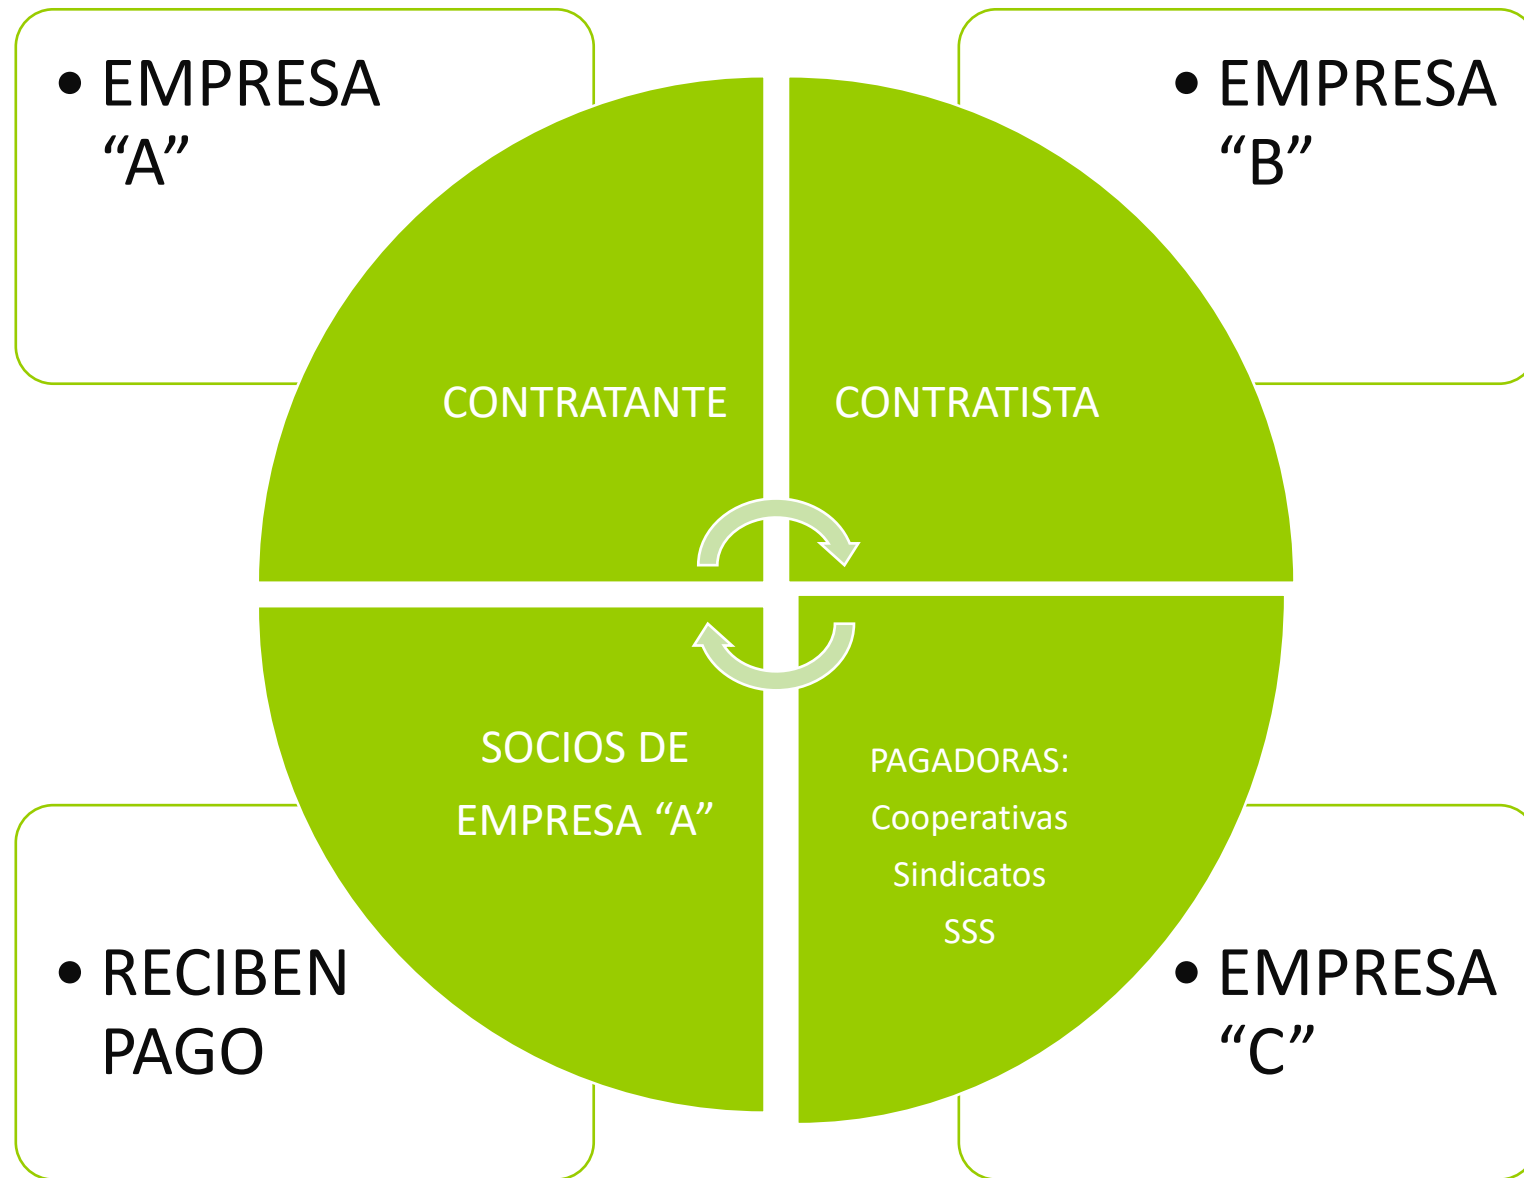 • EMPRESA
“A”
• EMPRESA
“B”
CONTRATANTE
CONTRATISTA
SOCIOS DE
EMPRESA “A”
PAGADORAS:
Cooperativas
Sindicatos
SSS
• RECIBEN
PAGO
• EMPRESA
“C”